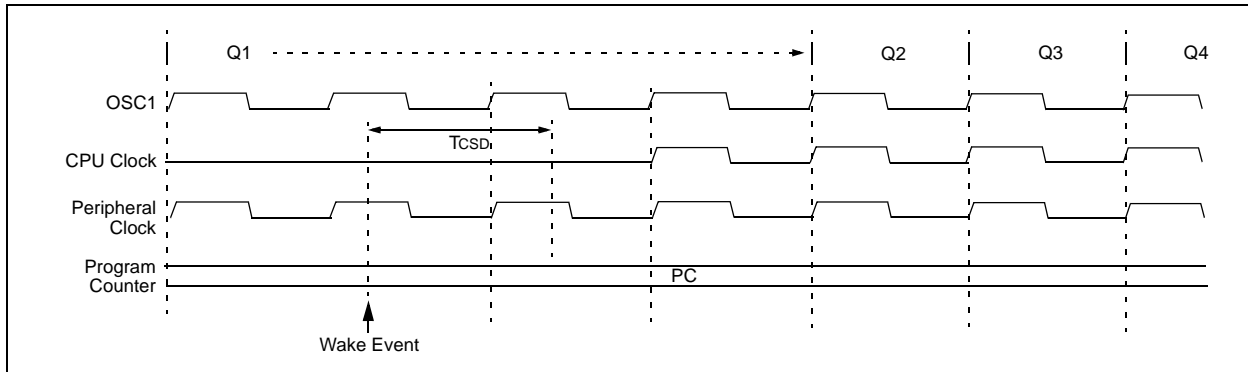 Q1
Q2
Q3
Q4
OSC1
TCSD
CPU Clock
Peripheral
Clock
Program
Counter
PC
Wake Event